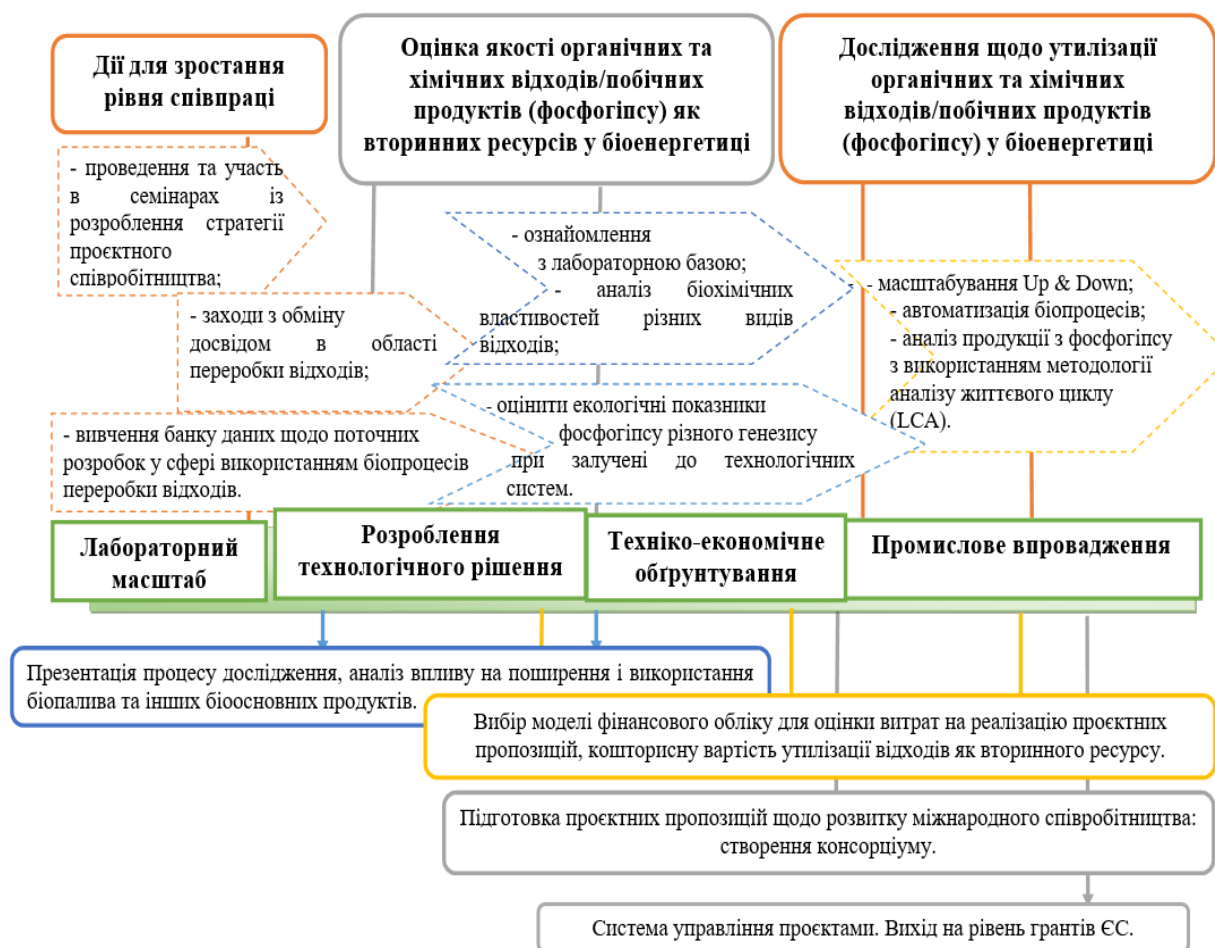 Дії для зростання
рівня співпраці
Оцінка якості органічних та
хімічних відходів/побічних
продуктів (фосфогіпсу) як
вторинних ресурсів у біоенергетиці
Дослідження щодо утилізації
органічних та хімічних
відходів/побічних продуктів
(фосфогіпсу) у біоенергетиці
- проведення та участь
в семінарах із
розроблення стратегії
проєктного
співробітництва;
- заходи з обміну
досвідом в області
переробки відходів;
- вивчення банку даних щодо поточних
розробок у сфері використанням біопроцесів
переробки відходів.
- ознайомлення
з лабораторною базою;
- аналіз біохімічних
властивостей різних видів
відходів;
- оцінити екологічні показники
фосфогіпсу різного генезису
при залучені до технологічних
систем.
- масштабування Up & Down;
- автоматизація біопроцесів;
- аналіз продукції з фосфогіпсу
з використанням методології
аналізу життєвого циклу
(LCA).
Лабораторний
масштаб
Розроблення
технологічного рішення
Техніко-економічне
обґрунтування
Промислове впровадження
Презентація процесу дослідження, аналіз впливу на поширення і використання
біопалива та інших біоосновних продуктів.
Вибір моделі фінансового обліку для оцінки витрат на реалізацію проєктних
пропозицій, кошторисну вартість утилізації відходів як вторинного ресурсу.
Підготовка проєктних пропозицій щодо розвитку міжнародного співробітництва:
створення консорціуму.
Система управління проєктами. Вихід на рівень грантів ЄС.